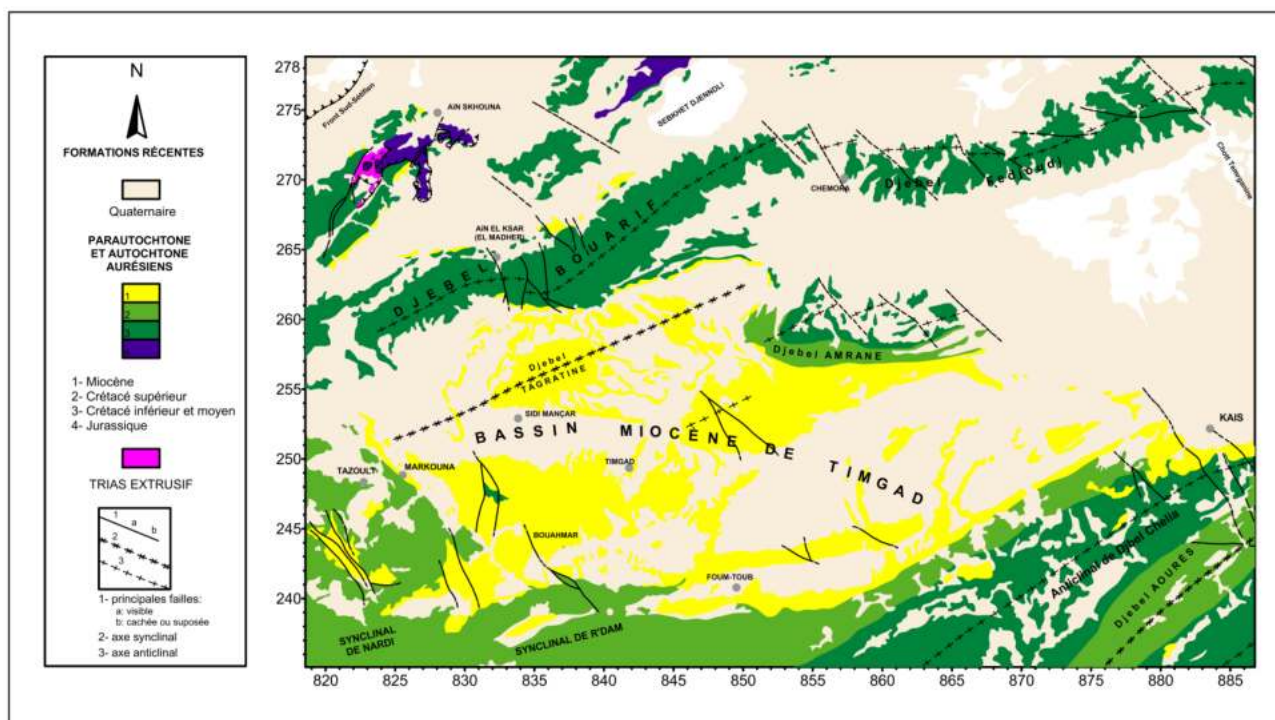 N
FORMATIONS RÉCENTES
Quaternaire
PARAUTOCHTONE
ET AUTOCHTONE
AURÉSIENS
1
2
3
1- Miocène
2- Crétacé supérieur
3- Crétacé inférieur et moyen
4- Jurassique
TRIAS EXTRUSIF
1
a
b
2
3
1- principales failles:
a: visible
b: cachée ou suposée
2- axe synclinal
3- axe anticlinal
278
275
270
265
260
255
250
245
240
Front Sud-Sétifien
AIN SKHOUNA
SEBKHET DJENNDLI
CHEMORA
Djebel Fedjoudj
Chott Tamrganine
AIN EL KSAR
(EL MADHER)
DJEBEL BOUARIF
Djebel AMRANE
Djebel
TAGRATINE
SIDI MANÇAR
BASSIN MIOCÈNE DE TIMGAD
KAIS
TAZOULT
MARKOUNA
TIMGAD
BOUAHMAR
FOUM-TOUB
Anticlinal de Djbel Chelia
Djebel AOURÈS
SYNCLINAL
DE NARDI
SYNCLINAL DE R'DAM
820 825 830 835 840 845 850 855 860 865 870 875 880 885